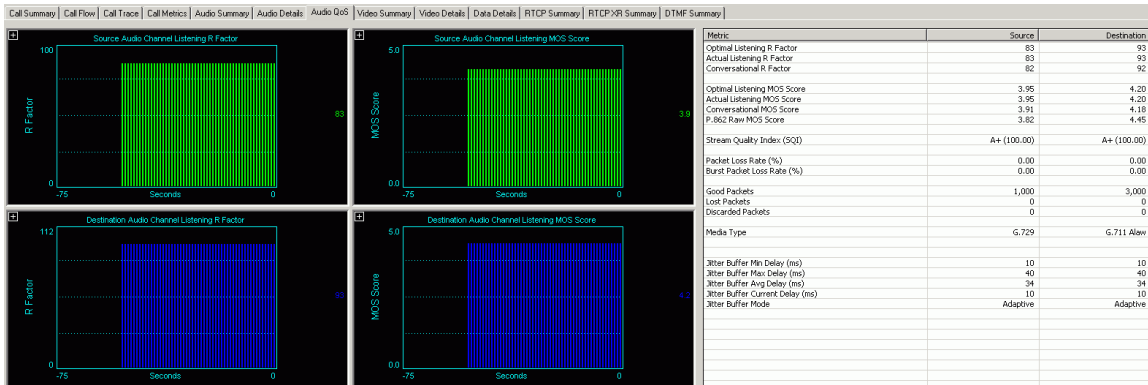 Call Summary Call Flow Call Trace Call Metrics Audio Summary Audio Details Audio QoS Video Summary Video Details Data Details RTCP Summary RTCP XR Summary DTMF Summary
Source Audio Channel Listening R Factor
100
R Factor
83
0
-75 Seconds 0
Source Audio Channel Listening MOS Score
5.0
MOS Score
3.9
0.0
-75 Seconds 0
Destination Audio Channel Listening R Factor
112
R Factor
93
0
-75 Seconds 0
Destination Audio Channel Listening MOS Score
5.0
MOS Score
4.2
0.0
-75 Seconds 0
Metric Source Destination
Optimal Listening R Factor 83 93
Actual Listening R Factor 83 93
Conversational R Factor 82 92
Optimal Listening MOS Score 3.95 4.20
Actual Listening MOS Score 3.95 4.20
Conversational MOS Score 3.91 4.18
P.862 Raw MOS Score 3.82 4.45
Stream Quality Index (SQI) A+ (100.00) A+ (100.00)
Packet Loss Rate (%) 0.00 0.00
Burst Packet Loss Rate (%) 0.00 0.00
Good Packets 1,000 3,000
Lost Packets 0 0
Discarded Packets 0 0
Media Type G.729 G.711 Alaw
Jitter Buffer Min Delay (ms) 10 10
Jitter Buffer Max Delay (ms) 40 40
Jitter Buffer Avg Delay (ms) 34 34
Jitter Buffer Current Delay (ms) 10 10
Jitter Buffer Mode Adaptive Adaptive